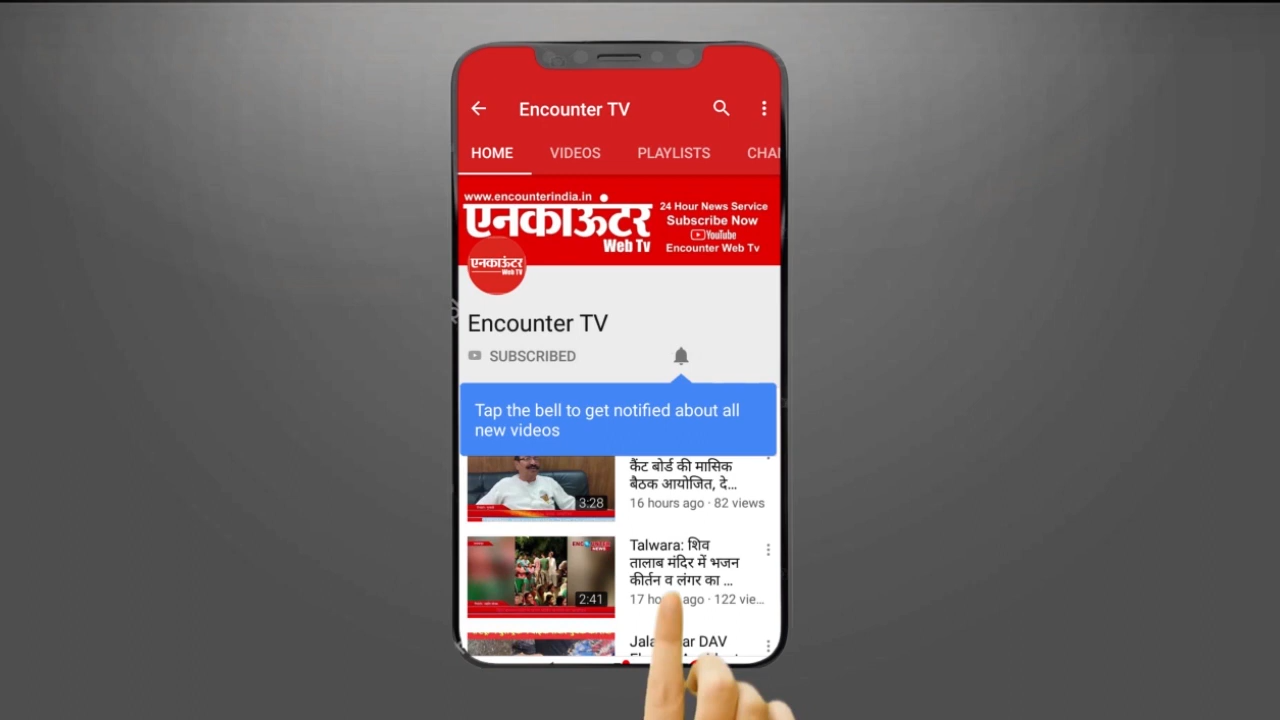 Encounter TV
HOME VIDEOS PLAYLISTS CHA
www.encounterindia.in
एनकाऊंटर
Web Tv
24 Hour News Service
Subscribe Now
YouTube
Encounter Web Tv
एनकाऊंटर
Web TV
Encounter TV
SUBSCRIBED
Tap the bell to get notified about all
new videos
3:28
कैंट बोर्ड की मासिक
बैठक आयोजित, दे...
16 hours ago · 82 views
2:41
Talwara: शिव
तालाब मंदिर में भजन
कीर्तन व लंगर का ...
17 ago · 122 vie...
DAV